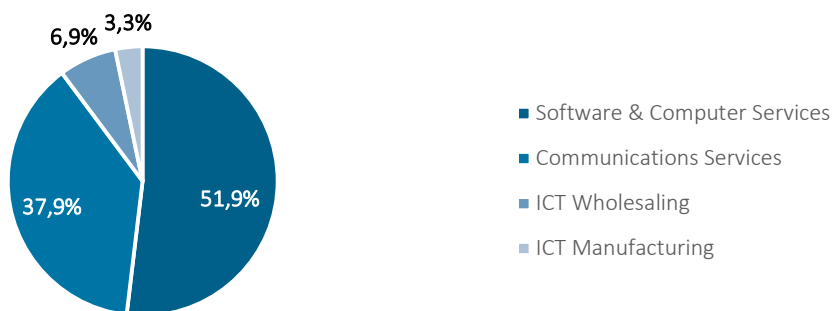 3,3%
6,9%
51,9%
37,9%
Software & Computer Services
Communications Services
ICT Wholesaling
ICT Manufacturing